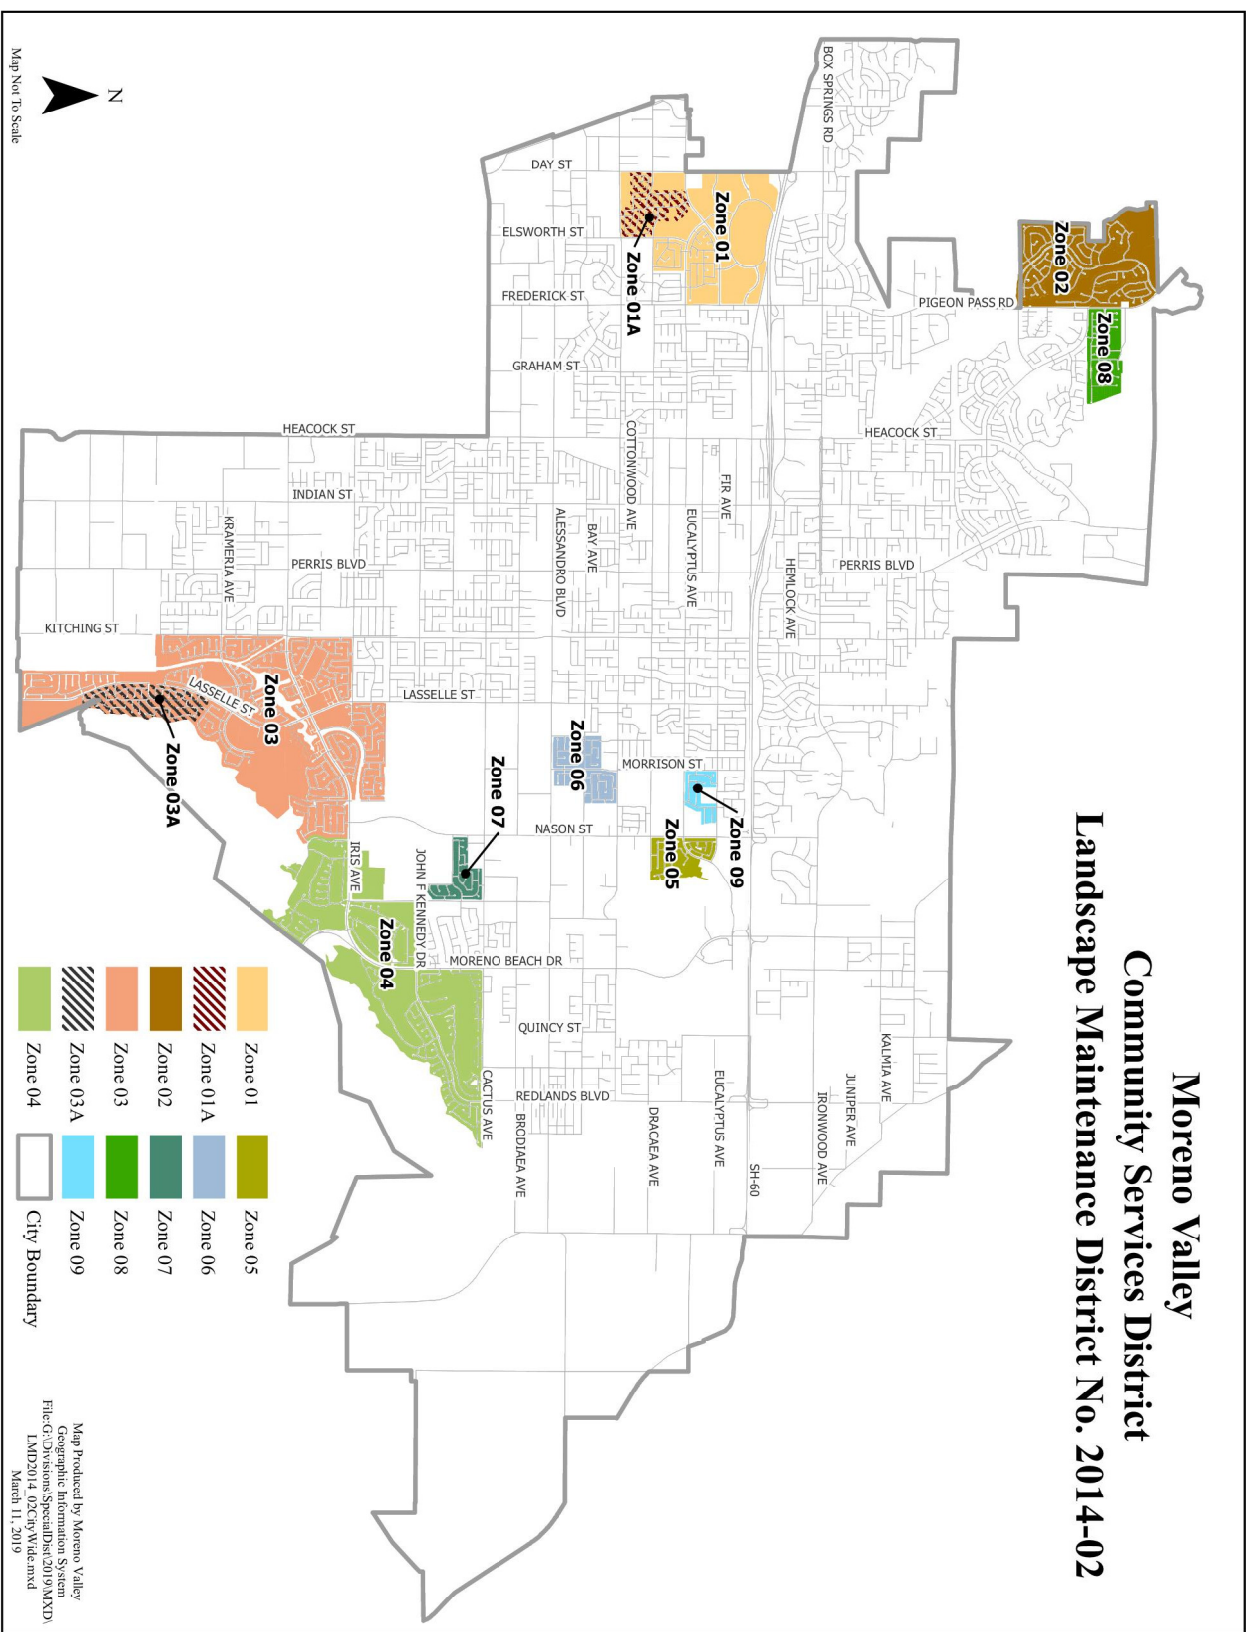 Moreno Valley
Community Services District
Landscape Maintenance District No. 2014-02
Zone 02
Zone 08
PIGEON PASS RD
BOX SPRINGS RD
HEACOCK ST
PERRIS BLVD
HEMLOCK AVE
KALMIA AVE
JUNIPER AVE
IRONWOOD AVE
SH-60
Zone 01
FIR AVE
EUCALYPTUS AVE
EUCALYPTUS AVE
Zone 09
Zone 01A
COTTONWOOD AVE
MORRISON ST
Zone 05
DRACAEA AVE
DAY ST
ELSWORTH ST
FREDERICK ST
GRAHAM ST
BAY AVE
ALESSANDRO BLVD
Zone 06
NASON ST
MORENO BEACH DR
QUINCY ST
REDLANDS BLVD
BRODIAEA AVE
CACTUS AVE
Zone 07
LASSELLE ST
JOHN F KENNEDY DR
Zone 04
HEACOCK ST
INDIAN ST
PERRIS BLVD
IRIS AVE
KRAMERIA AVE
Zone 03
LASSELLE ST
Zone 03A
KITCHING ST
N
Map Not To Scale
Zone 01
Zone 01A
Zone 02
Zone 03
Zone 03A
Zone 04
Zone 05
Zone 06
Zone 07
Zone 08
Zone 09
City Boundary
Map Produced by Moreno Valley
Geographic Information System
File:G:\Divisions\SpecialDist\2019\MXD\
LMD2014_02CityWide.mxd
March 11, 2019